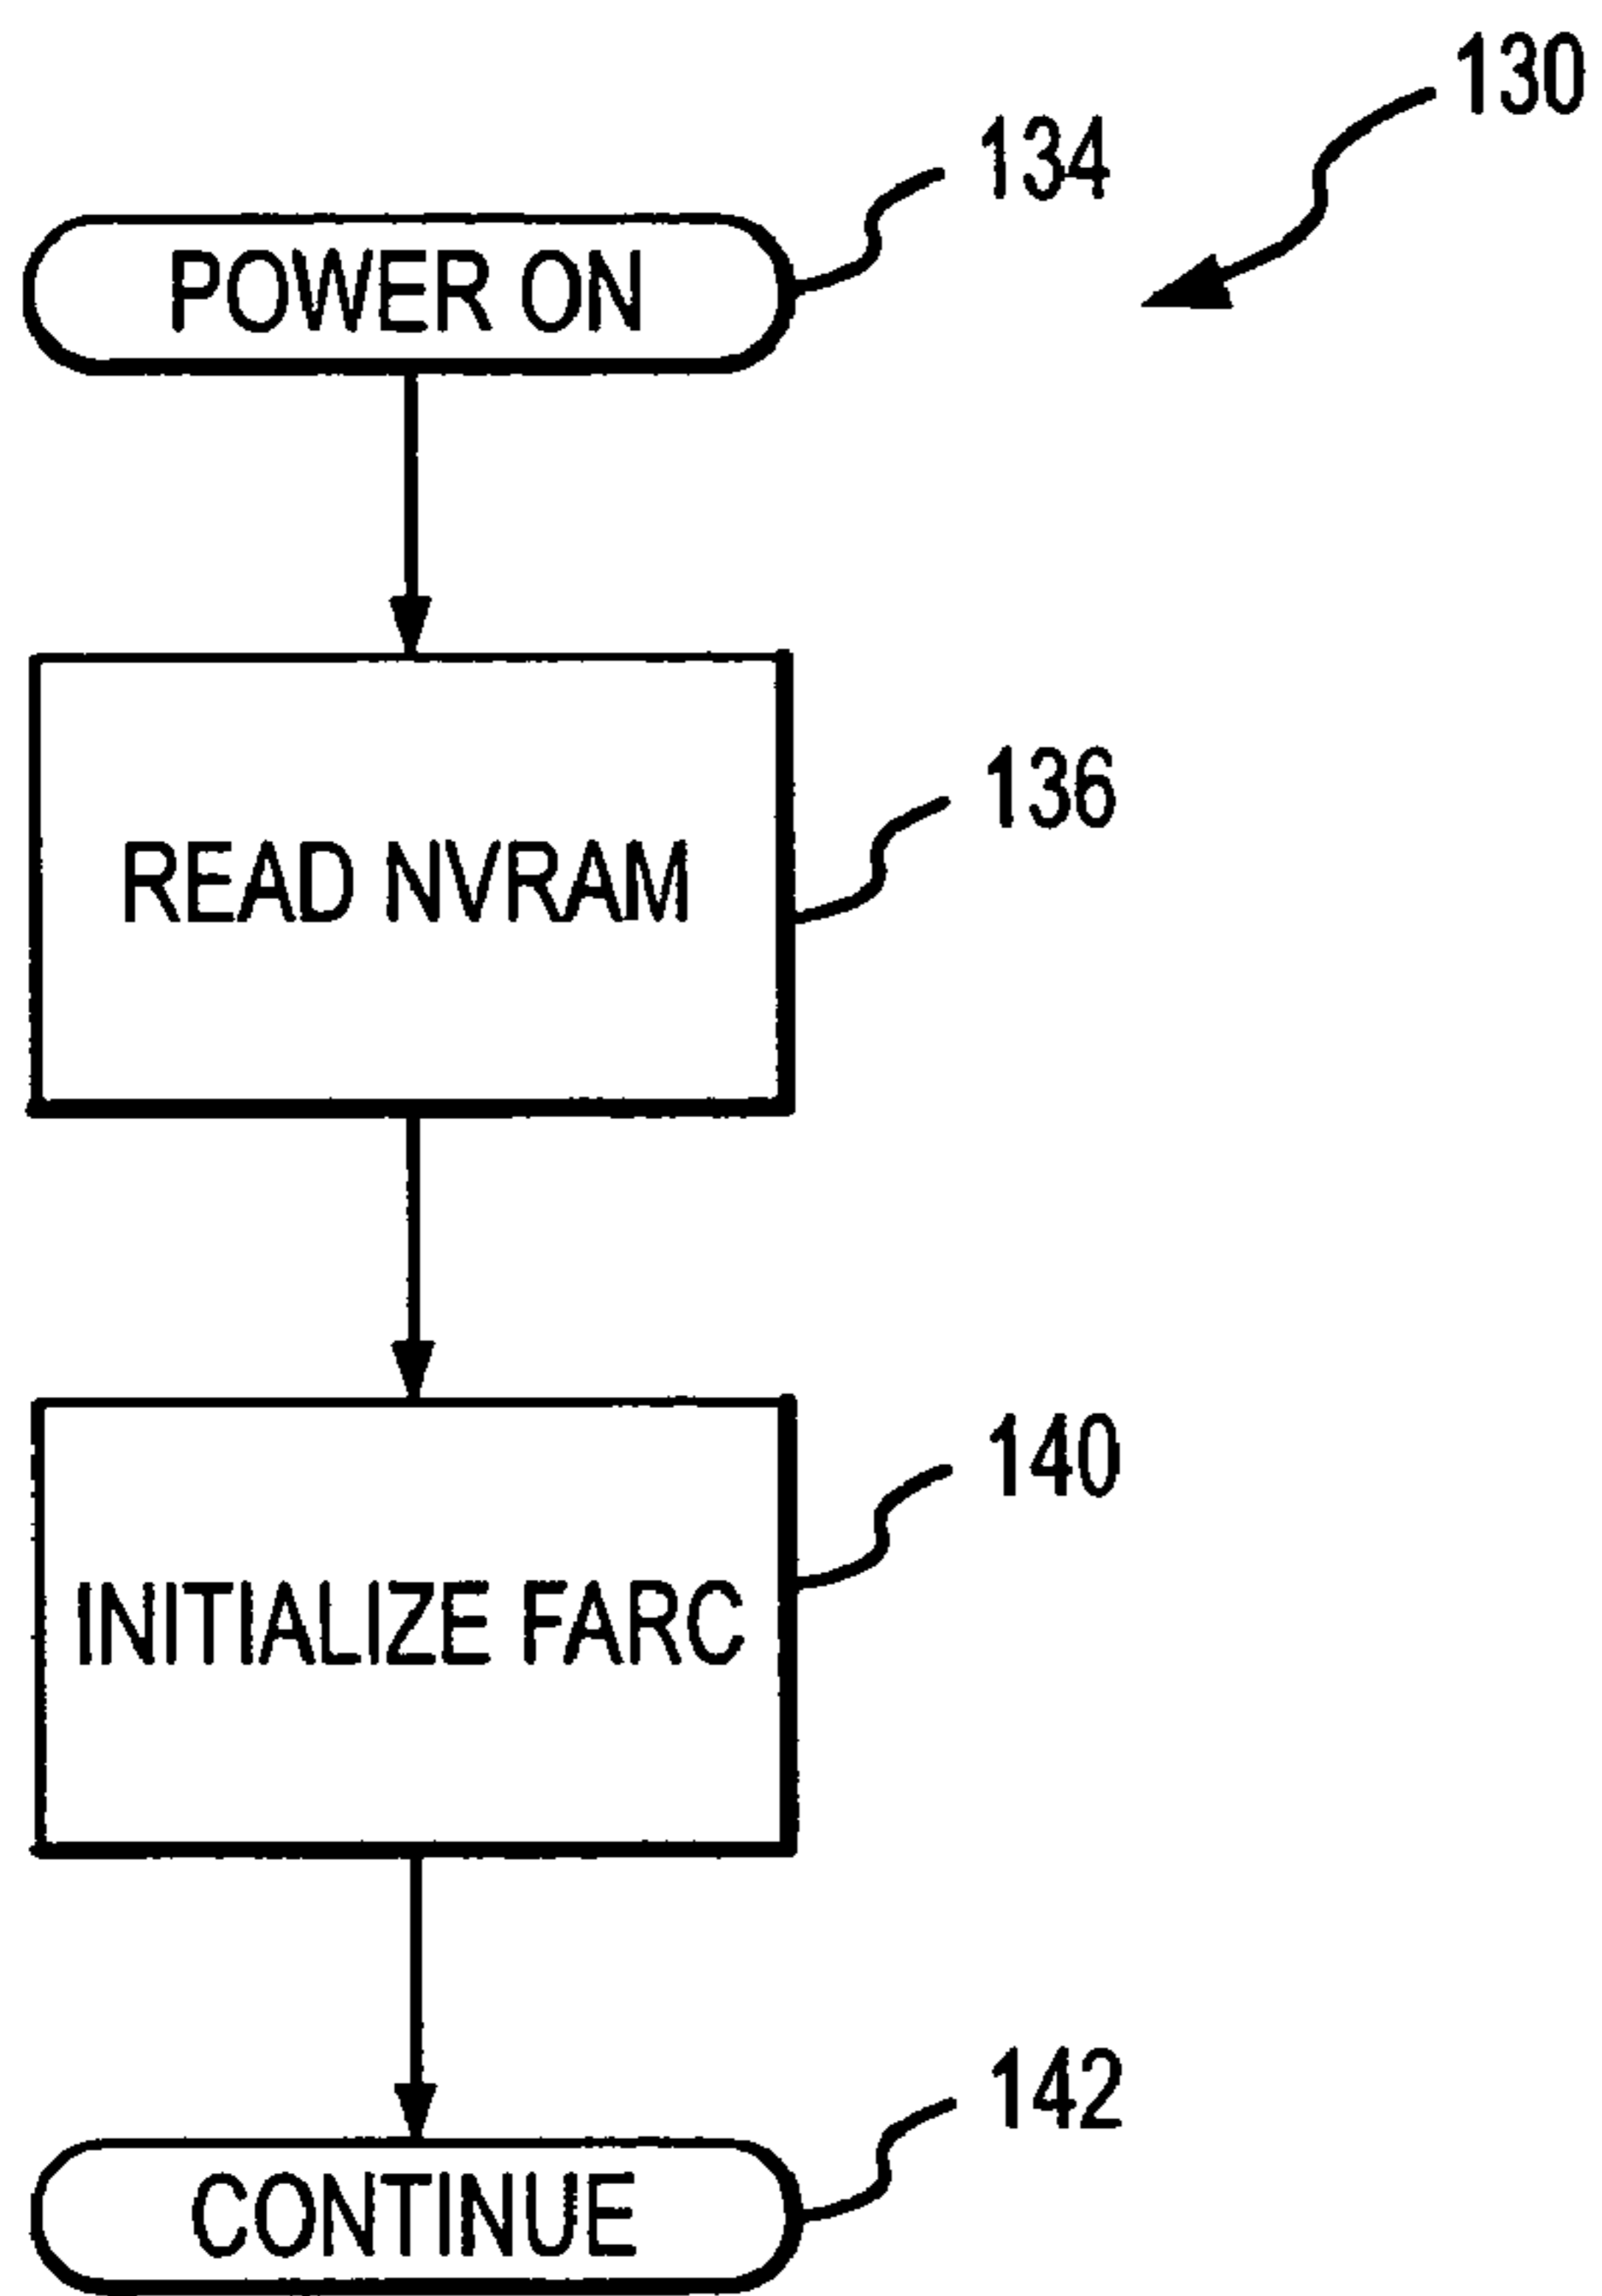 130
134
POWER ON
136
READ NVRAM
140
INITIALIZE FARC
142
CONTINUE